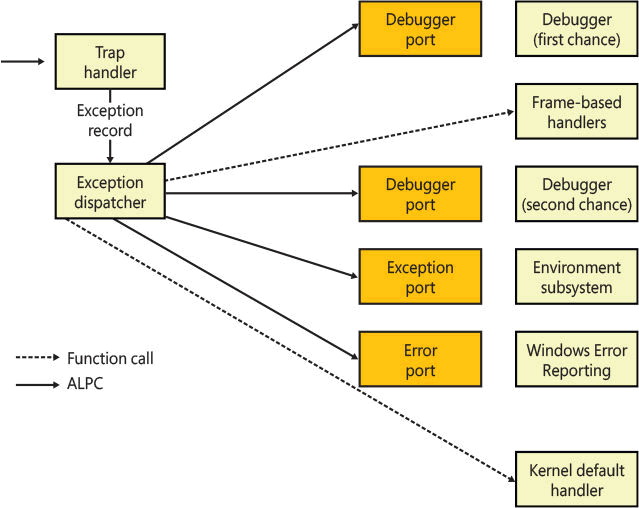 Trap
handler
Exception
record
Exception
dispatcher
Debugger
port
Debugger
(first chance)
Frame-based
handlers
Debugger
port
Debugger
(second chance)
Exception
port
Environment
subsystem
Error
port
Windows Error
Reporting
Kernel default
handler
Function call
ALPC